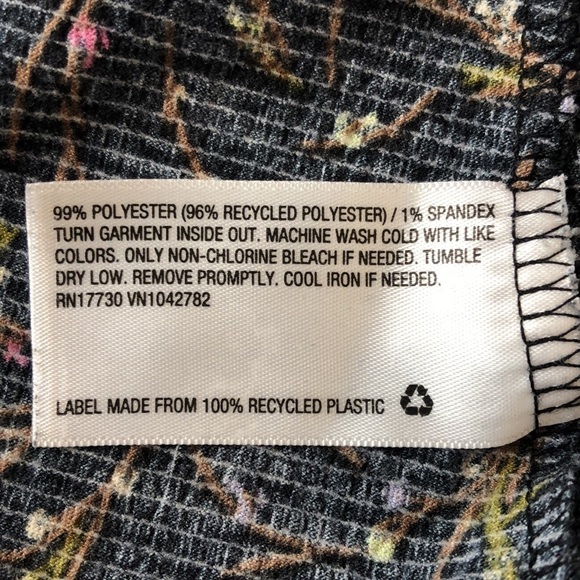 99% POLYESTER (96% RECYCLED POLYESTER) / 1% SPANDEX
TURN GARMENT INSIDE OUT. MACHINE WASH COLD WITH LIKE
COLORS. ONLY NON-CHLORINE BLEACH IF NEEDED. TUMBLE
DRY LOW. REMOVE PROMPTLY. COOL IRON IF NEEDED.
RN17730 VN1042782
LABEL MADE FROM 100% RECYCLED PLASTIC